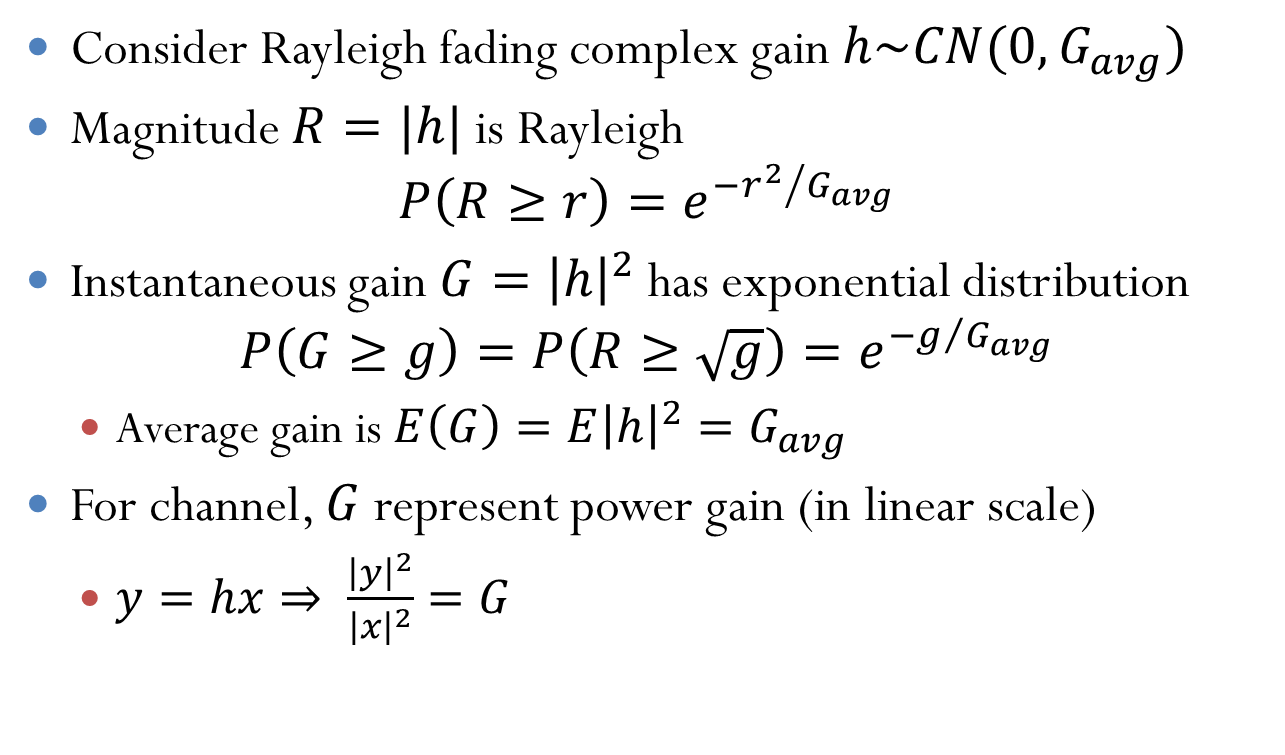 • Consider Rayleigh fading complex gain h~CN(0, G_avg)
• Magnitude R = |h| is Rayleigh
P(R ≥ r) = e^{-r^2/G_avg}
• Instantaneous gain G = |h|^2 has exponential distribution
P(G ≥ g) = P(R ≥ √g) = e^{-g/G_avg}
• Average gain is E(G) = E|h|^2 = G_avg
• For channel, G represent power gain (in linear scale)
• y = hx ⇒ |y|^2/|x|^2 = G